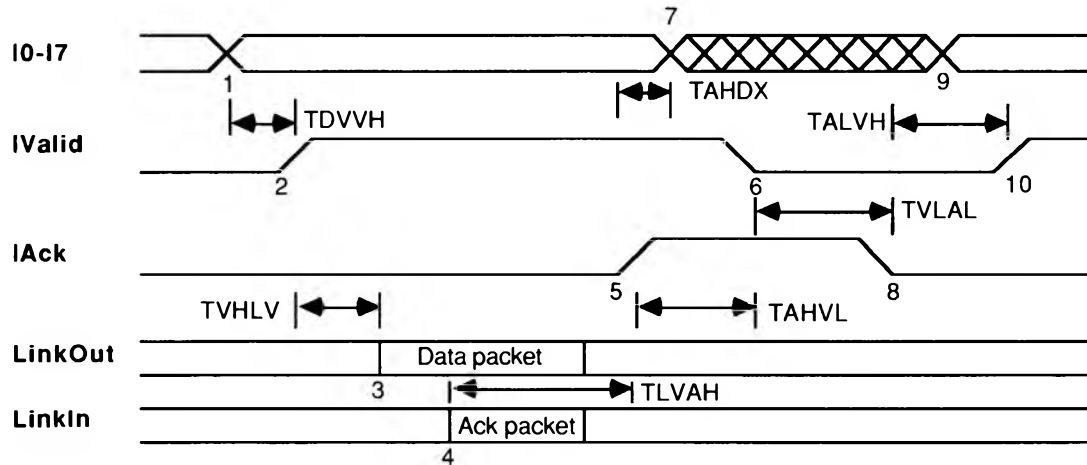 7
I0-I7
1
TAHDX
9
TDVVH
TALVH
IValid
2
6
10
TVLAL
IAck
5
8
TVHLV
TAHVL
LinkOut
Data packet
3
TLVAH
LinkIn
Ack packet
4